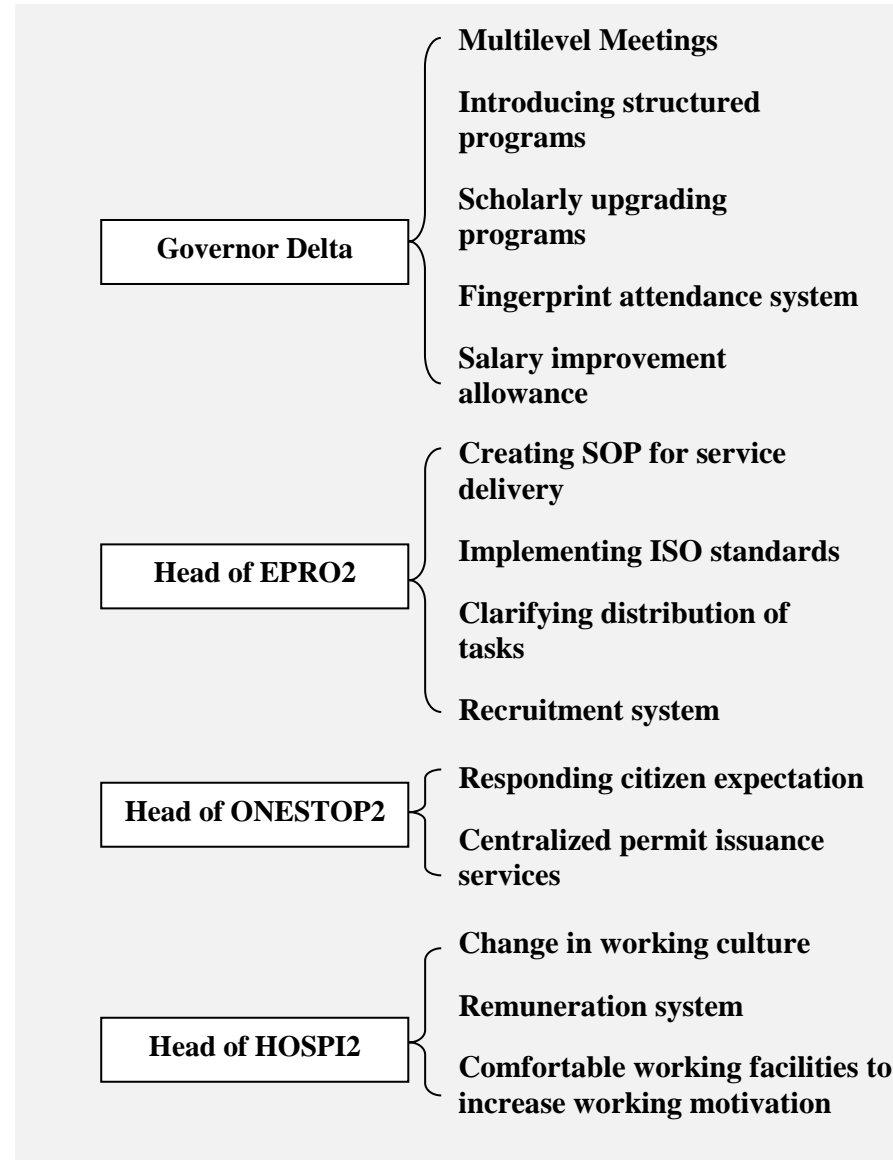 Multilevel Meetings
Introducing structured
programs
Scholarly upgrading
programs
Governor Delta
Fingerprint attendance system
Salary improvement
allowance
Creating SOP for service
delivery
Implementing ISO standards
Head of EPRO2
Clarifying distribution of
tasks
Recruitment system
Responding citizen expectation
Head of ONESTOP2
Centralized permit issuance
services
Change in working culture
Remuneration system
Head of HOSPI2
Comfortable working facilities to
increase working motivation